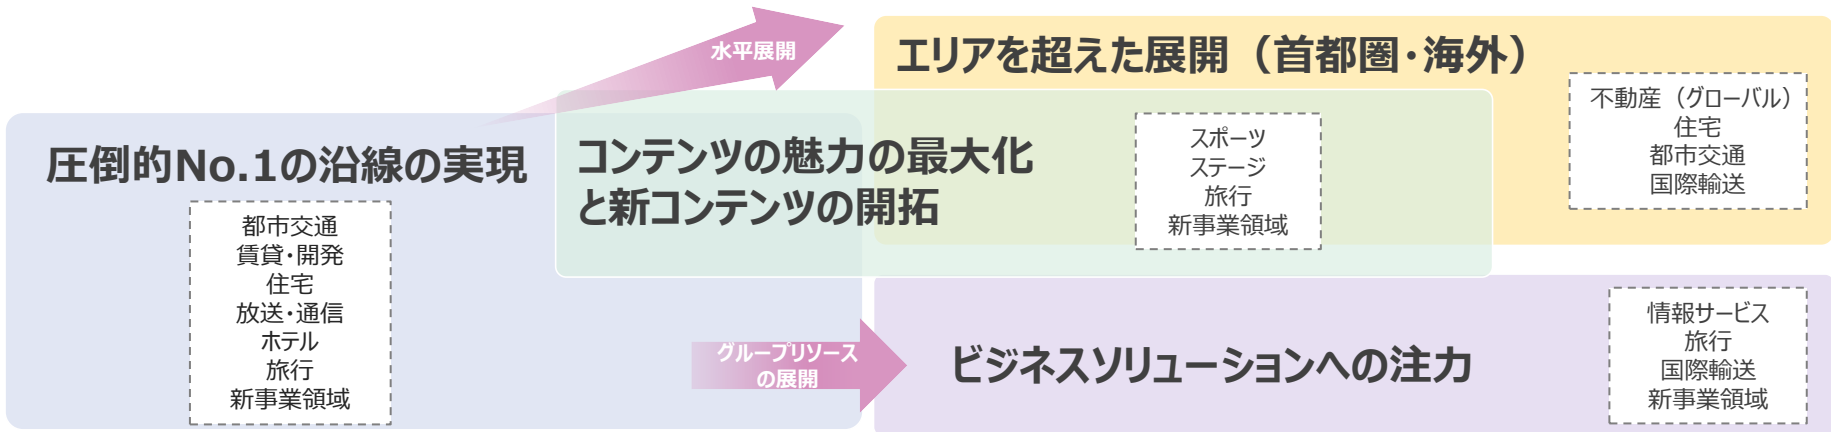 水平展開
エリアを超えた展開（首都圏・海外）
不動産（グローバル）
住宅
都市交通
国際輸送
圧倒的No.1の沿線の実現
都市交通
賃貸・開発
住宅
放送・通信
ホテル
旅行
新事業領域
コンテンツの魅力の最大化
と新コンテンツの開拓
スポーツ
ステージ
旅行
新事業領域
グループリソース
の展開
ビジネスソリューションへの注力
情報サービス
旅行
国際輸送
新事業領域